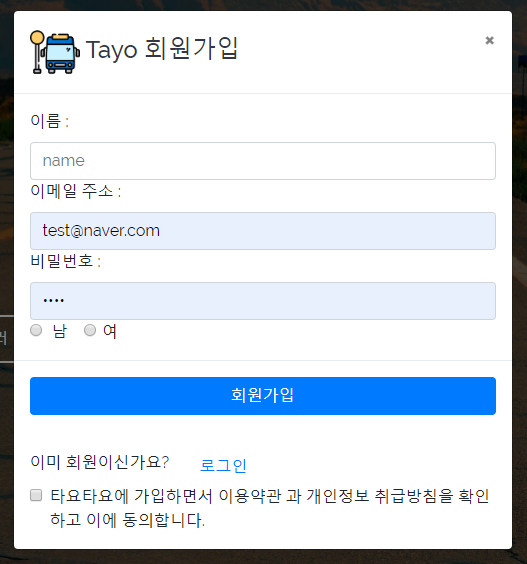 Tayo 회원가입
×
이름 :
name
이메일 주소 :
test@naver.com
비밀번호 :
••••
남 여
회원가입
이미 회원이신가요? 로그인
타요타요에 가입하면서 이용약관 과 개인정보 취급방침을 확인
하고 이에 동의합니다.